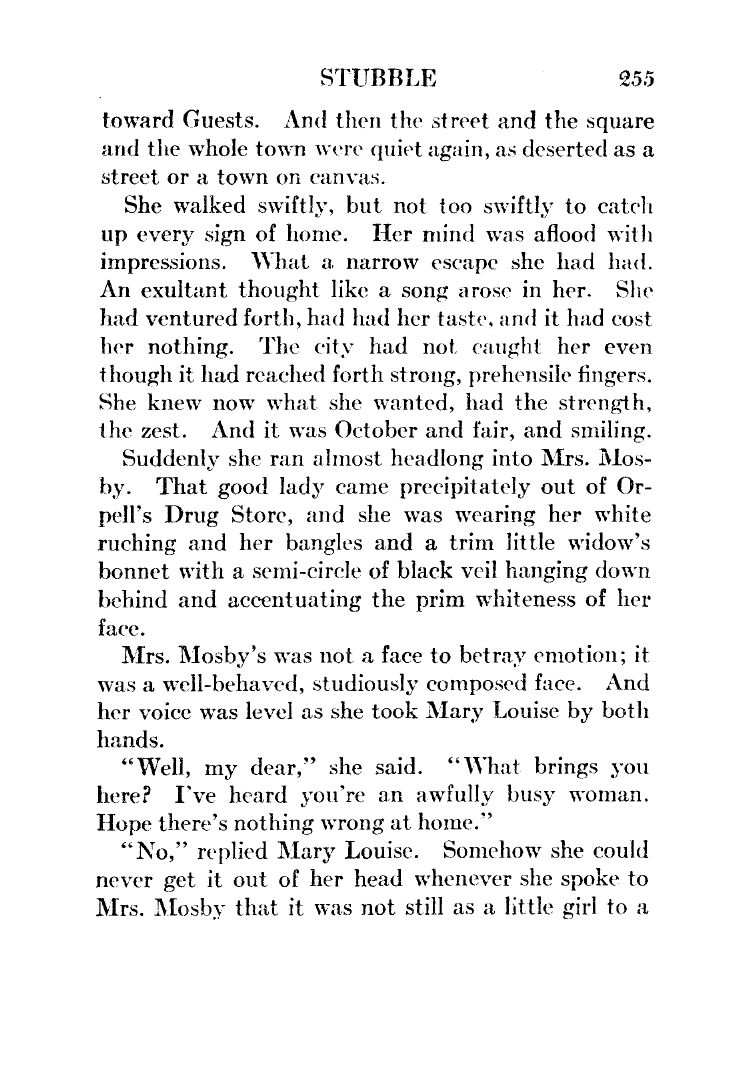 STUBBLE 255
toward Guests. And then the street and the square
and the whole town were quiet again, as deserted as a
street or a town on canvas.
She walked swiftly, but not too swiftly to catch
up every sign of home. Her mind was aflood with
impressions. What a narrow escape she had had.
An exultant thought like a song arose in her. She
had ventured forth, had had her taste, and it had cost
her nothing. The city had not caught her even
though it had reached forth strong, prehensile fingers.
She knew now what she wanted, had the strength,
the zest. And it was October and fair, and smiling.
Suddenly she ran almost headlong into Mrs. Mos-
by. That good lady came precipitately out of Or-
pell's Drug Store, and she was wearing her white
ruching and her bangles and a trim little widow's
bonnet with a semi-circle of black veil hanging down
behind and accentuating the prim whiteness of her
face.
Mrs. Mosby's was not a face to betray emotion; it
was a well-behaved, studiously composed face. And
her voice was level as she took Mary Louise by both
hands.
"Well, my dear," she said. "What brings you
here? I've heard you're an awfully busy woman.
Hope there's nothing wrong at home."
"No," replied Mary Louise. Somehow she could
never get it out of her head whenever she spoke to
Mrs. Mosby that it was not still as a little girl to a